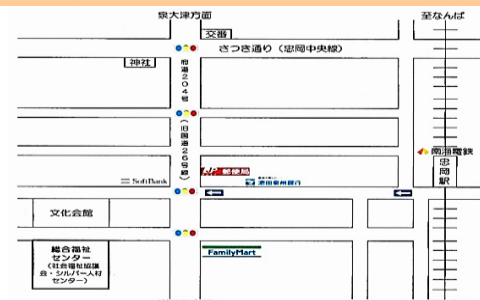 泉大津方面
至なんば
交番
さつき通り（忠岡中央線）
神社
府道204号
（旧国道26号線）
南海電鉄
忠岡駅
SoftBank
郵便局
池田泉州銀行
文化会館
総合福祉
センター
（社会福祉協議
会・シルバー人材
センター）
FamilyMart